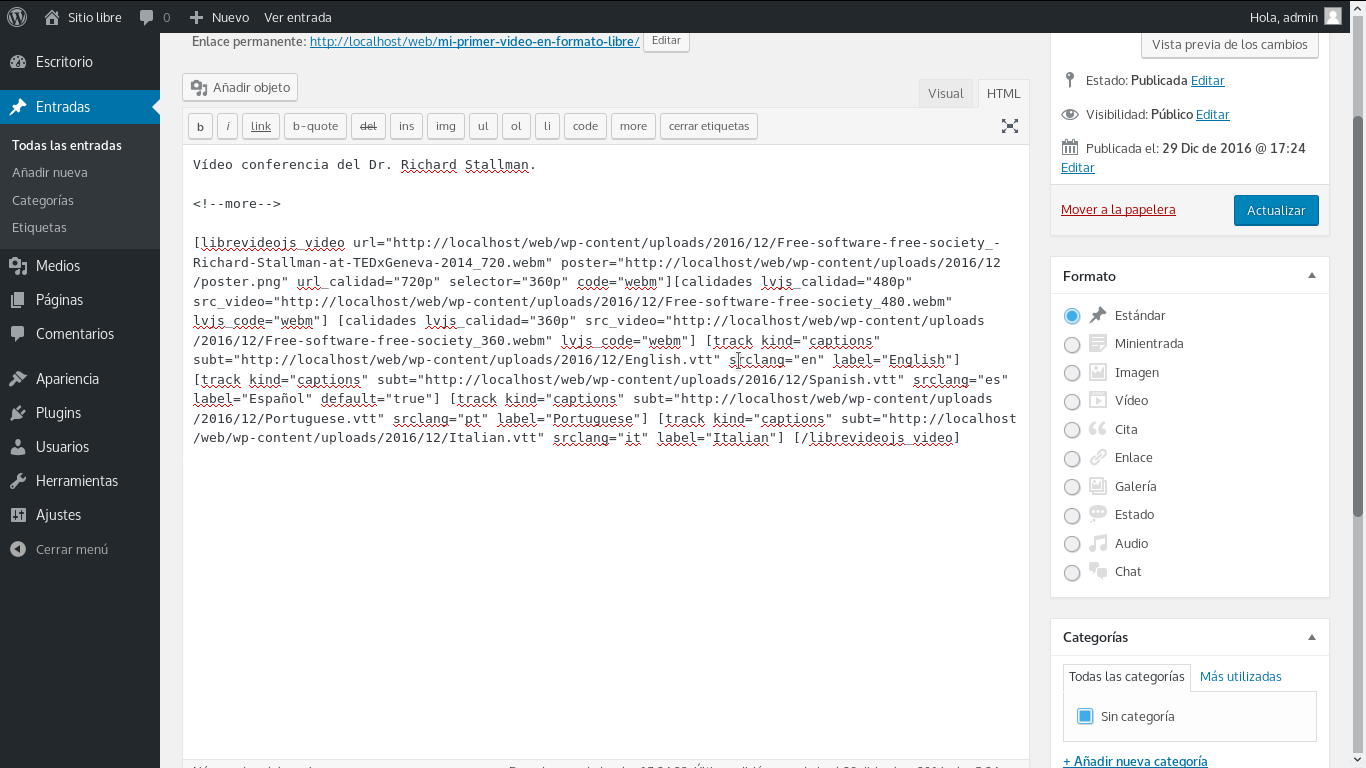 Sitio libre
0
Nuevo
Ver entrada
Hola, admin
Escritorio
Entradas
Todas las entradas
Añadir nueva
Categorías
Etiquetas
Medios
Páginas
Comentarios
Apariencia
Plugins
Usuarios
Herramientas
Ajustes
Cerrar menú
Enlace permanente: http://localhost/web/mi-primer-video-en-formato-libre/ Editar
Añadir objeto
Visual
HTML
b
i
link
b-quote
del
ins
img
ul
ol
li
code
more
cerrar etiquetas
Vídeo conferencia del Dr. Richard Stallman.
<!--more-->
[librevideojs_video url="http://localhost/web/wp-content/uploads/2016/12/Free-software-free-society_-
Richard-Stallman-at-TEDxGeneva-2014_720.webm" poster="http://localhost/web/wp-content/uploads/2016/12
/poster.png" url_calidad="720p" selector="360p" code="webm"][calidades lvjs_calidad="480p"
src_video="http://localhost/web/wp-content/uploads/2016/12/Free-software-free-society_480.webm"
lvjs_code="webm"] [calidades lvjs_calidad="360p" src_video="http://localhost/web/wp-content/uploads
/2016/12/Free-software-free-society_360.webm" lvjs_code="webm"] [track kind="captions"
subt="http://localhost/web/wp-content/uploads/2016/12/English.vtt" srclang="en" label="English"]
[track kind="captions" subt="http://localhost/web/wp-content/uploads/2016/12/Spanish.vtt" srclang="es"
label="Español" default="true"] [track kind="captions" subt="http://localhost/web/wp-content/uploads
/2016/12/Portuguese.vtt" srclang="pt" label="Portuguese"] [track kind="captions" subt="http://localhost
/web/wp-content/uploads/2016/12/Italian.vtt" srclang="it" label="Italian"] [/librevideojs_video]
Vista previa de los cambios
Estado: Publicada Editar
Visibilidad: Público Editar
Publicada el: 29 Dic de 2016 @ 17:24
Editar
Mover a la papelera
Actualizar
Formato
Estándar
Minientrada
Imagen
Vídeo
Cita
Enlace
Galería
Estado
Audio
Chat
Categorías
Todas las categorías
Más utilizadas
Sin categoría
+ Añadir nueva categoría